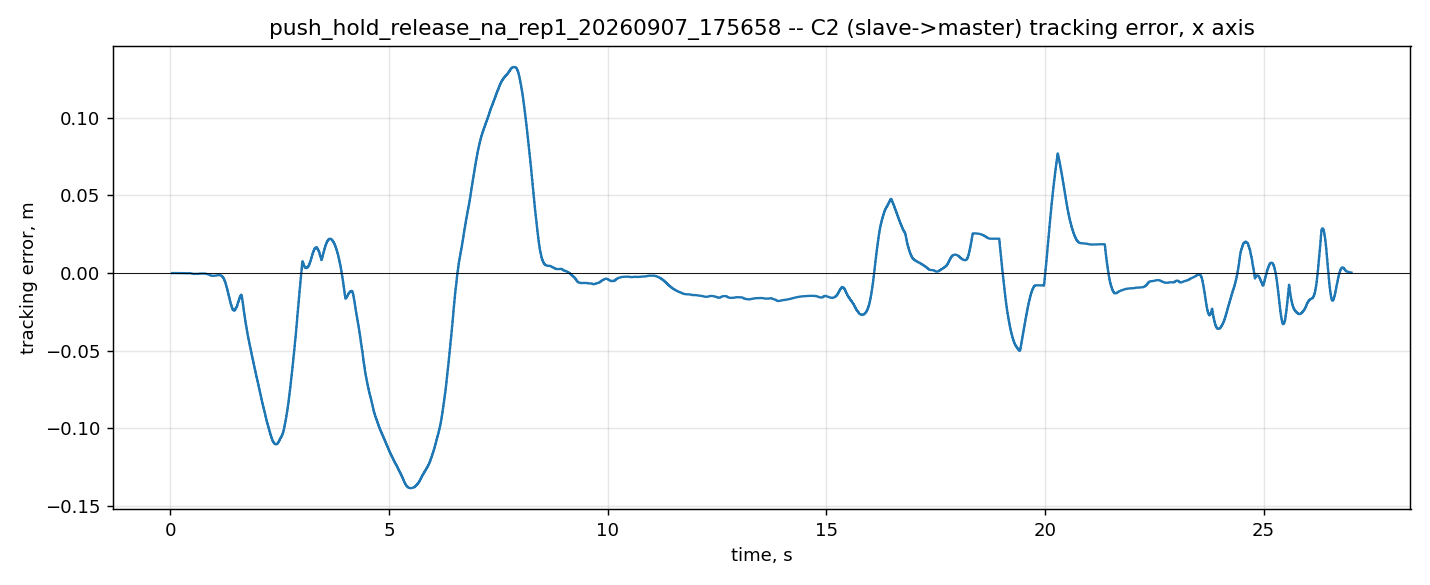 push_hold_release_na_rep1_20260907_175658 -- C2 (slave->master) tracking error, x axis
tracking error, m
0.10
0.05
0.00
−0.05
−0.10
−0.15
0 5 10 15 20 25
time, s